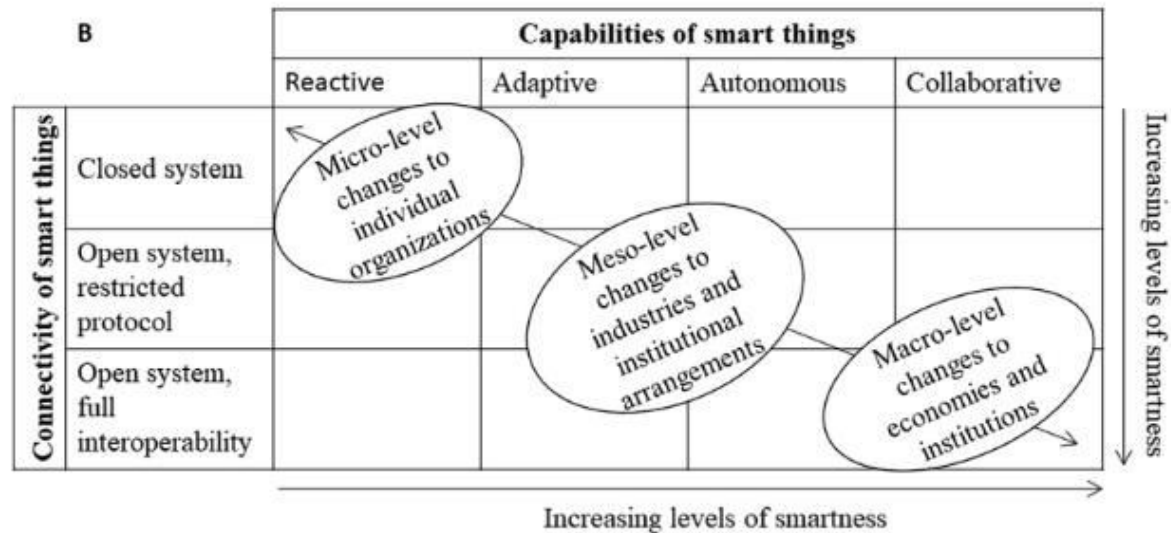 B
Capabilities of smart things
Reactive
Adaptive
Autonomous
Collaborative
Connectivity of smart things
Closed system
Open system,
restricted
protocol
Open system,
full
interoperability
Micro-level
changes to
individual
organizations
Meso-level
changes to
industries and
institutional
arrangements
Macro-level
changes to
economies and
institutions
Increasing levels of smartness
Increasing levels of smartness